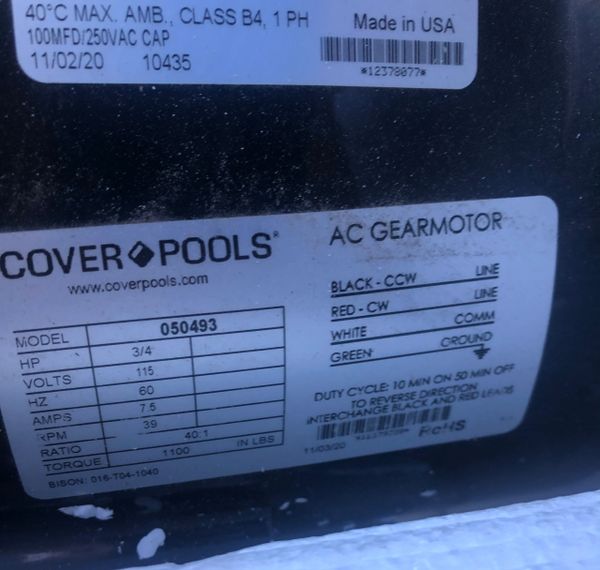 40°C MAX. AMB., CLASS B4, 1 PH
100MFD/250VAC CAP
11/02/20 10435
Made in USA
*12378077*
COVER POOLS®
www.coverpools.com
MODEL 050493
HP 3/4
VOLTS 115
HZ 60
AMPS 7.5
RPM 39
RATIO 40:1
TORQUE 1100 IN LBS
BISON: 016-T04-1040
AC GEARMOTOR
BLACK - CCW LINE
RED - CW LINE
WHITE COMM
GREEN GROUND
DUTY CYCLE: 10 MIN ON 50 MIN OFF
TO REVERSE DIRECTION
INTERCHANGE BLACK AND RED LEADS
11/03/20 RoHS